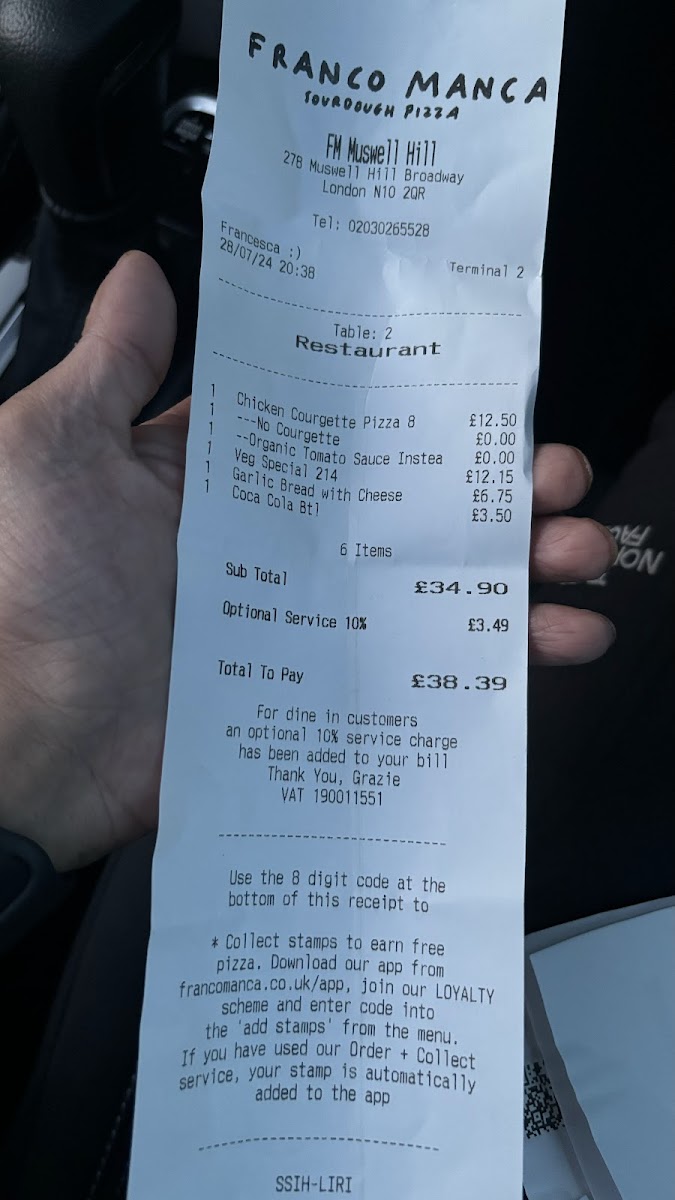 FRANCO MANCA
SOURDOUGH PIZZA
FM Muswell Hill
278 Muswell Hill Broadway
London N10 2QR
Tel: 02030265528
Francesca :)
28/07/24 20:38
Terminal 2
Table: 2
Restaurant
1 Chicken Courgette Pizza 8 £12.50
1 ---No Courgette £0.00
1 --Organic Tomato Sauce Instea £0.00
1 Veg Special 214 £12.15
1 Garlic Bread with Cheese £6.75
1 Coca Cola Btl £3.50
6 Items
Sub Total £34.90
Optional Service 10% £3.49
Total To Pay £38.39
For dine in customers
an optional 10% service charge
has been added to your bill
Thank You, Grazie
VAT 190011551
Use the 8 digit code at the
bottom of this receipt to
* Collect stamps to earn free
pizza. Download our app from
francomanca.co.uk/app, join our LOYALTY
scheme and enter code into
the 'add stamps' from the menu.
If you have used our Order + Collect
service, your stamp is automatically
added to the app
SSIH-LIRI